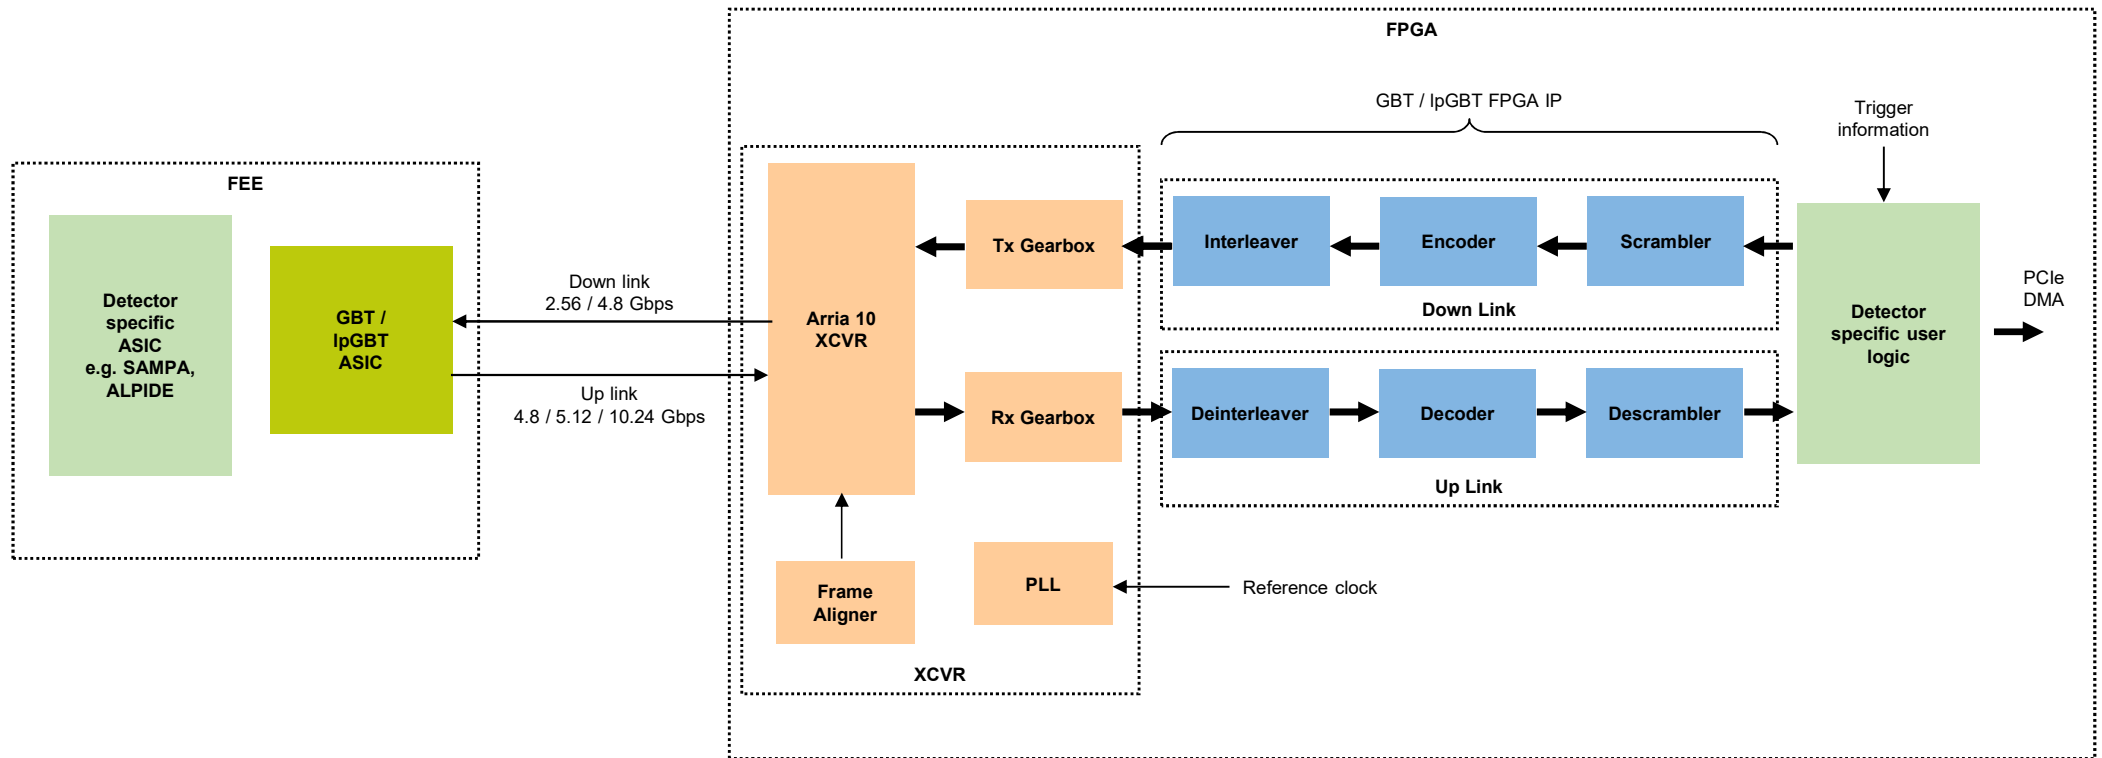 FPGA
GBT / lpGBT FPGA IP
Trigger
information
FEE
Detector
specific
ASIC
e.g. SAMPA,
ALPIDE
GBT /
lpGBT
ASIC
Down link
2.56 / 4.8 Gbps
Up link
4.8 / 5.12 / 10.24 Gbps
Arria 10
XCVR
Tx Gearbox
Rx Gearbox
Frame
Aligner
PLL
Reference clock
XCVR
Interleaver
Encoder
Scrambler
Down Link
Deinterleaver
Decoder
Descrambler
Up Link
Detector
specific user
logic
PCIe
DMA